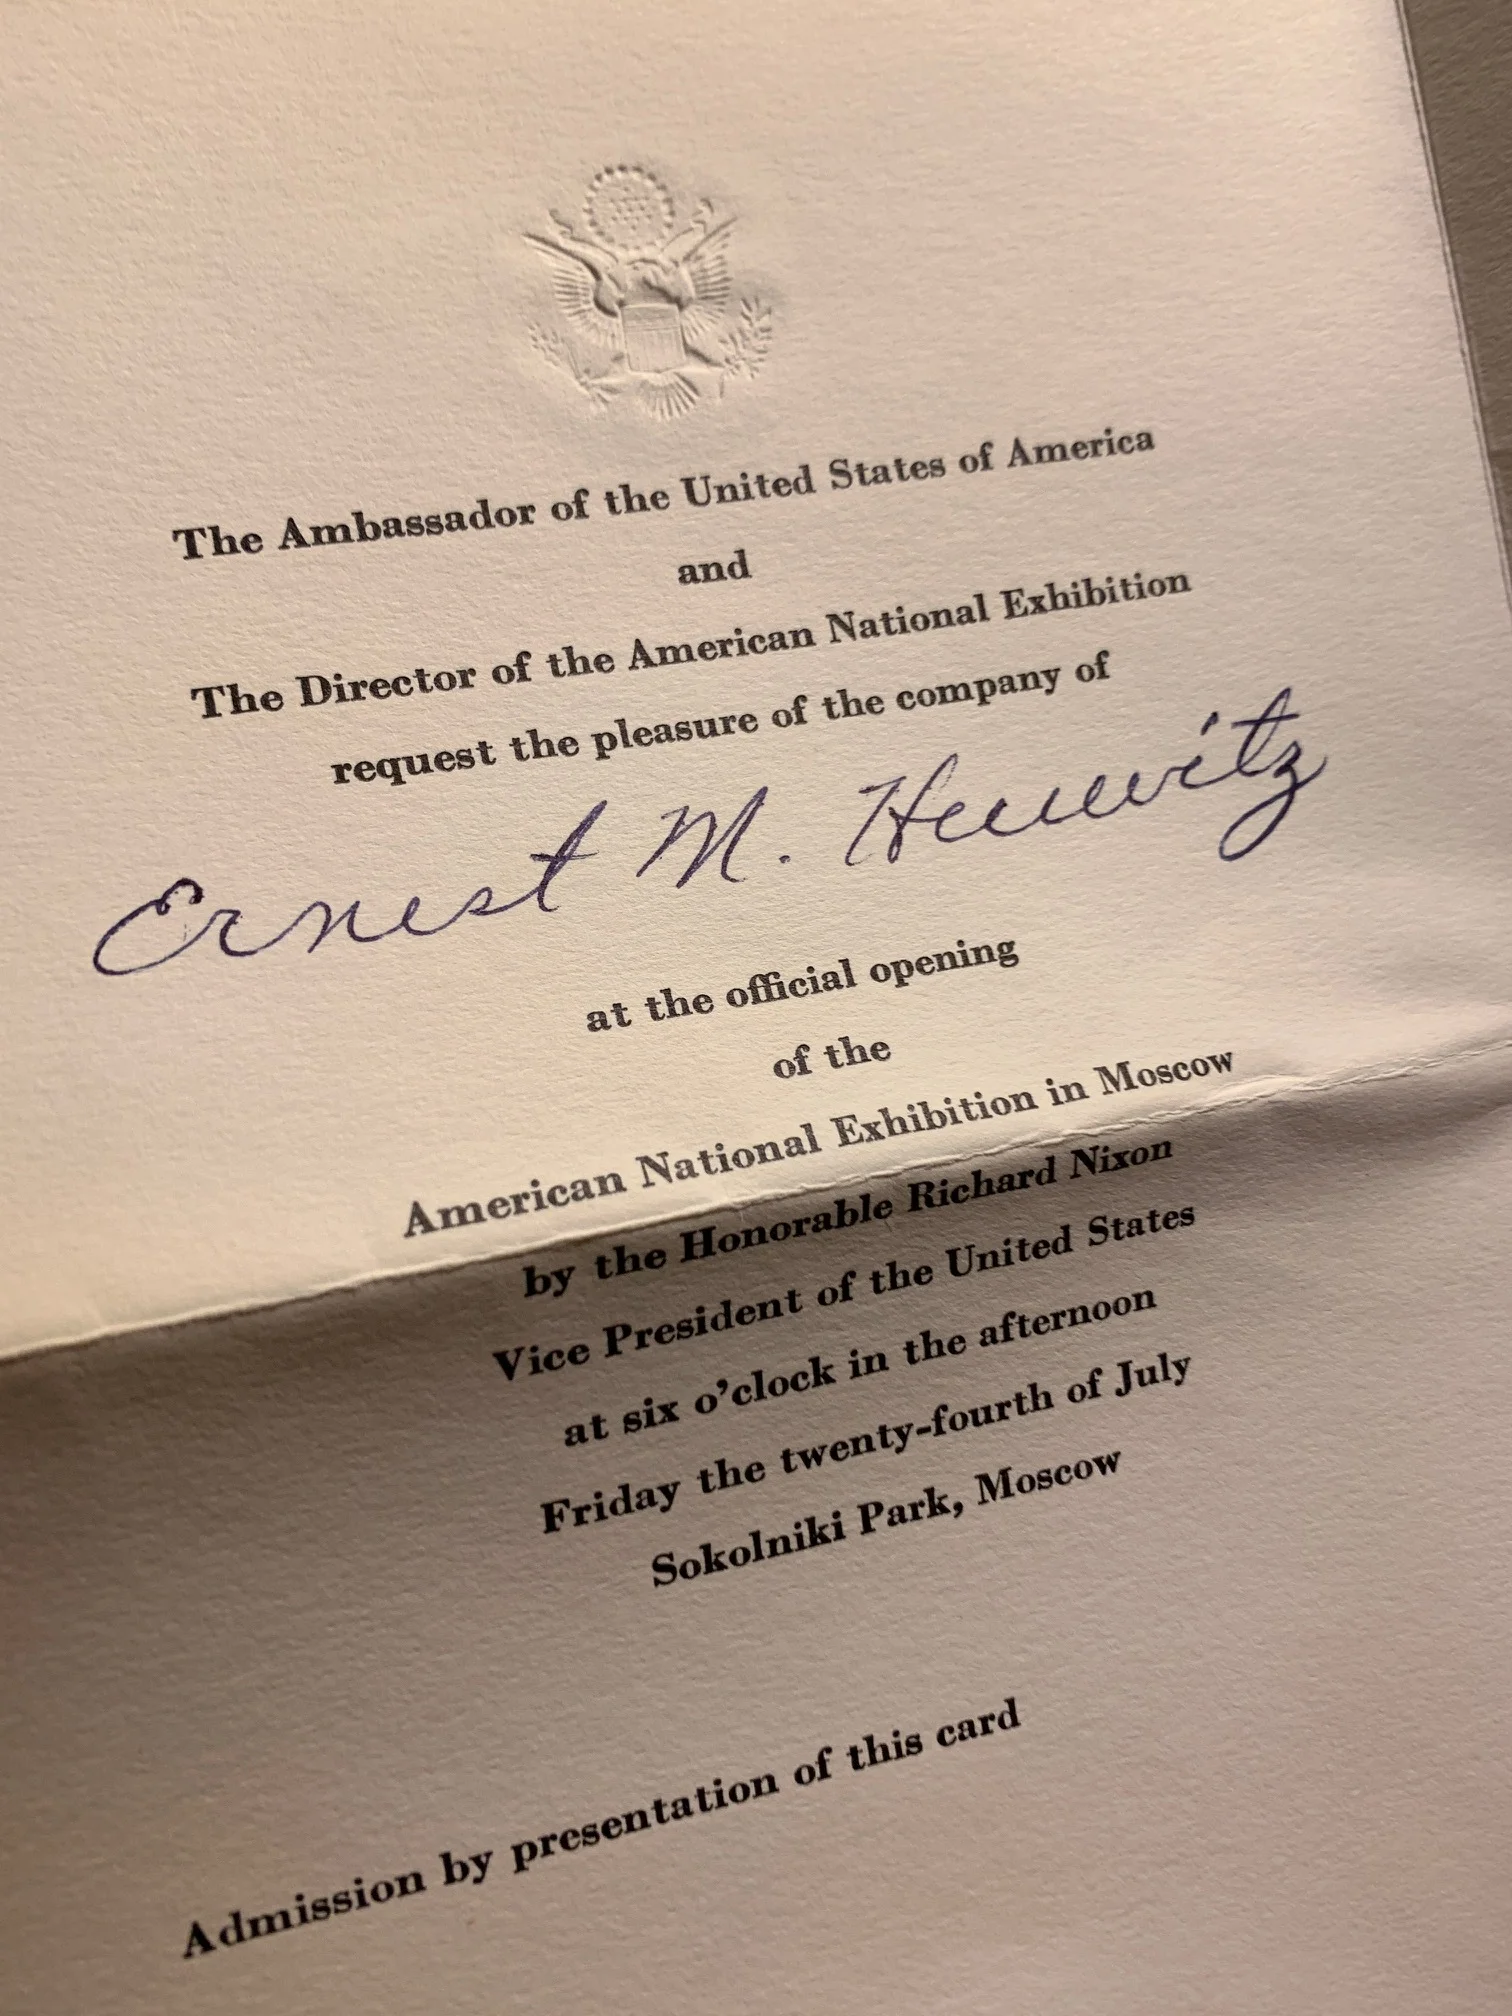 The Ambassador of the United States of America
and
The Director of the American National Exhibition
request the pleasure of the company of
Ernest M. Hurwitz
at the official opening
of the
American National Exhibition in Moscow
by the Honorable Richard Nixon
Vice President of the United States
at six o'clock in the afternoon
Friday the twenty-fourth of July
Sokolniki Park, Moscow
Admission by presentation of this card